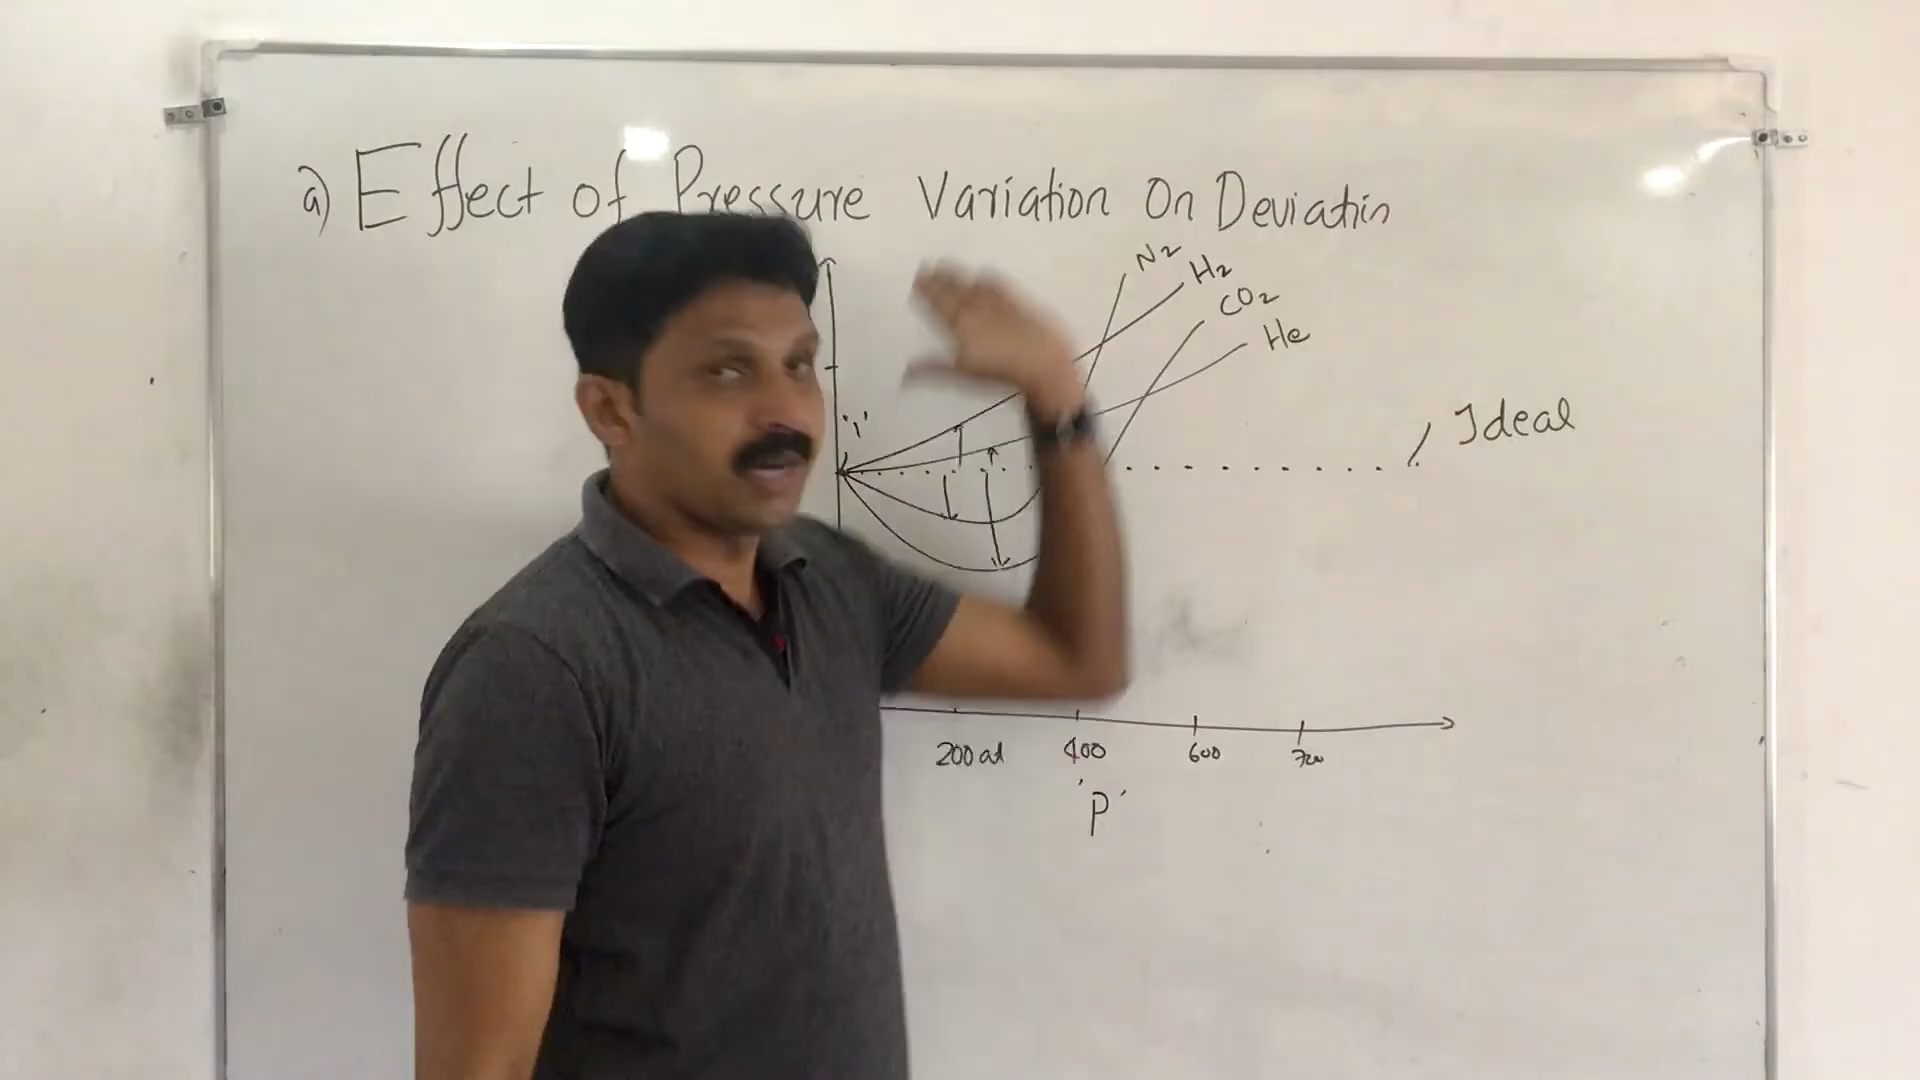 a) Effect of Pressure Variation On Deviatin
N₂
H₂
CO₂
He
Ideal
'1'
200 at 400 600
'P'